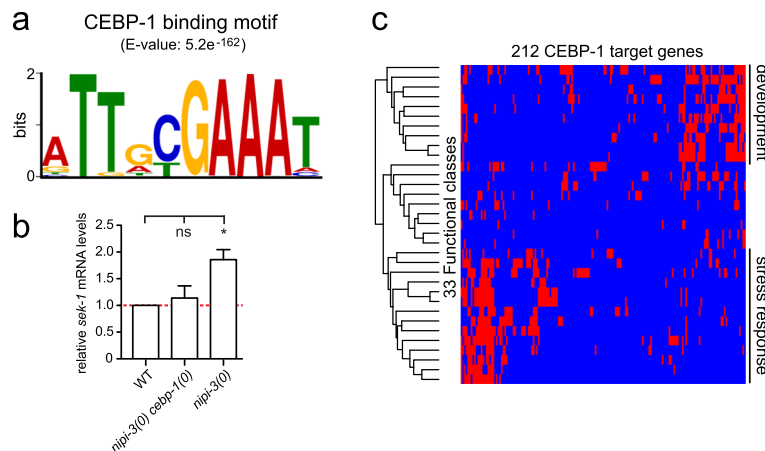 a
CEBP-1 binding motif
(E-value: 5.2e-162)
2
bits
0
ATTGCGAAAT
b
relative sek-1 mRNA levels
2.5
2.0
1.5
1.0
0.5
0
ns
*
WT
nipi-3(0) cebp-1(0)
nipi-3(0)
c
212 CEBP-1 target genes
33 Functional classes
development
stress response